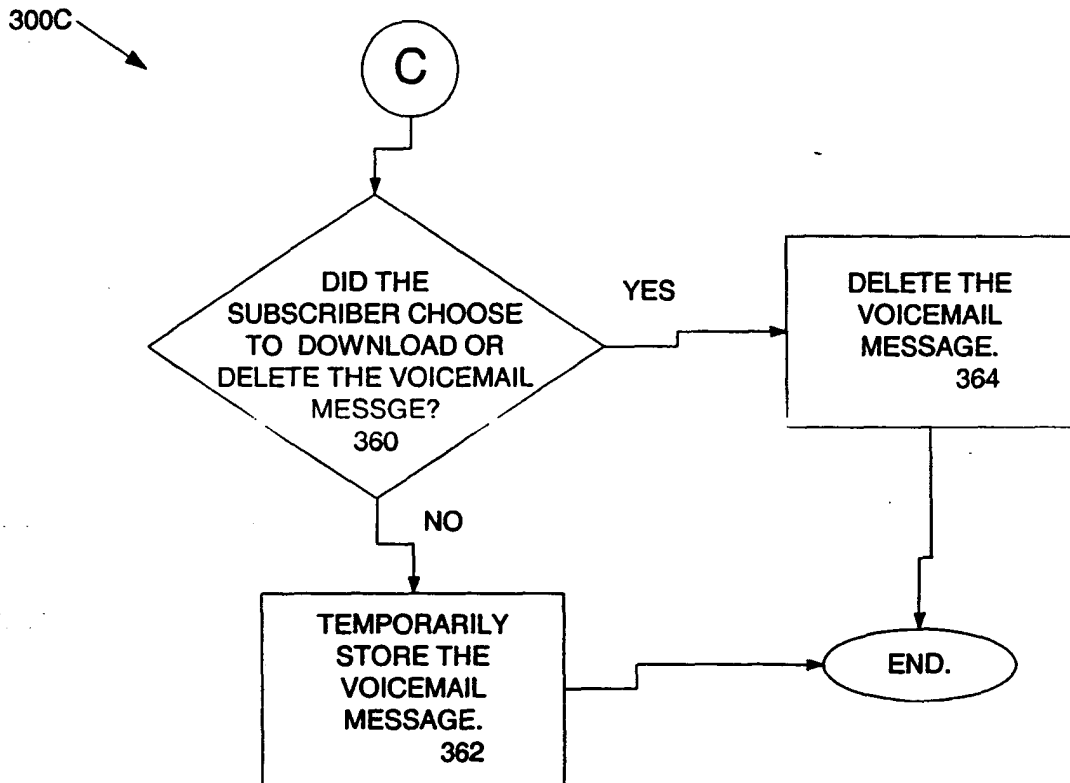 300C
C
DID THE
SUBSCRIBER CHOOSE
TO DOWNLOAD OR
DELETE THE VOICEMAIL
MESSGE?
360
YES
DELETE THE
VOICEMAIL
MESSAGE.
364
NO
TEMPORARILY
STORE THE
VOICEMAIL
MESSAGE.
362
END.